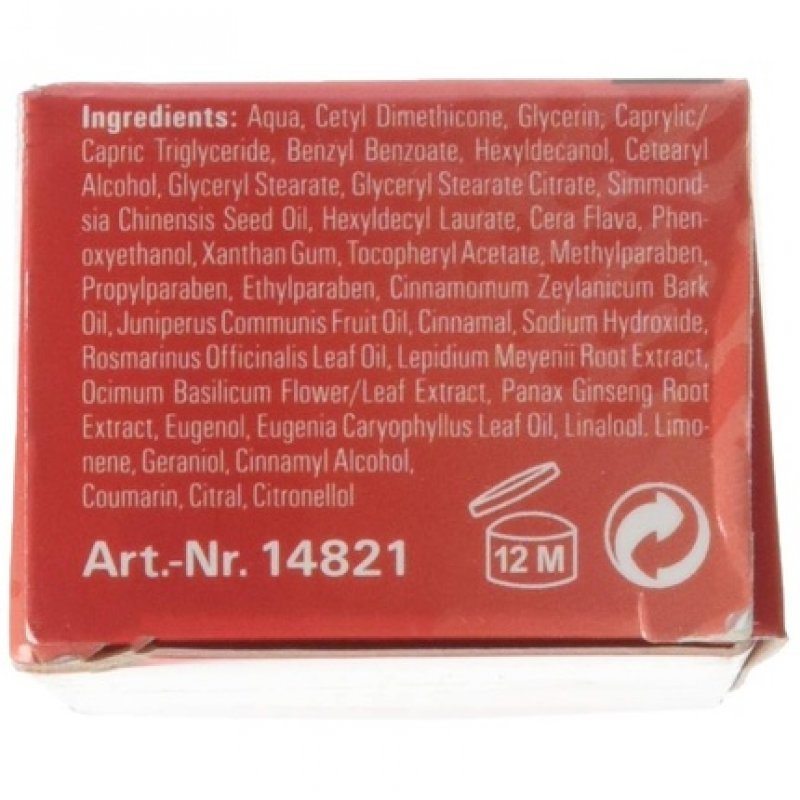 Ingredients: Aqua, Cetyl Dimethicone, Glycerin, Caprylic/
Capric Triglyceride, Benzyl Benzoate, Hexyldecanol, Cetearyl
Alcohol, Glyceryl Stearate, Glyceryl Stearate Citrate, Simmond-
sia Chinensis Seed Oil, Hexyldecyl Laurate, Cera Flava, Phen-
oxyethanol, Xanthan Gum, Tocopheryl Acetate, Methylparaben,
Propylparaben, Ethylparaben, Cinnamomum Zeylanicum Bark
Oil, Juniperus Communis Fruit Oil, Cinnamal, Sodium Hydroxide,
Rosmarinus Officinalis Leaf Oil, Lepidium Meyenii Root Extract,
Ocimum Basilicum Flower/Leaf Extract, Panax Ginseng Root
Extract, Eugenol, Eugenia Caryophyllus Leaf Oil, Linalool. Limo-
nene, Geraniol, Cinnamyl Alcohol,
Coumarin, Citral, Citronellol
Art.-Nr. 14821
12 M